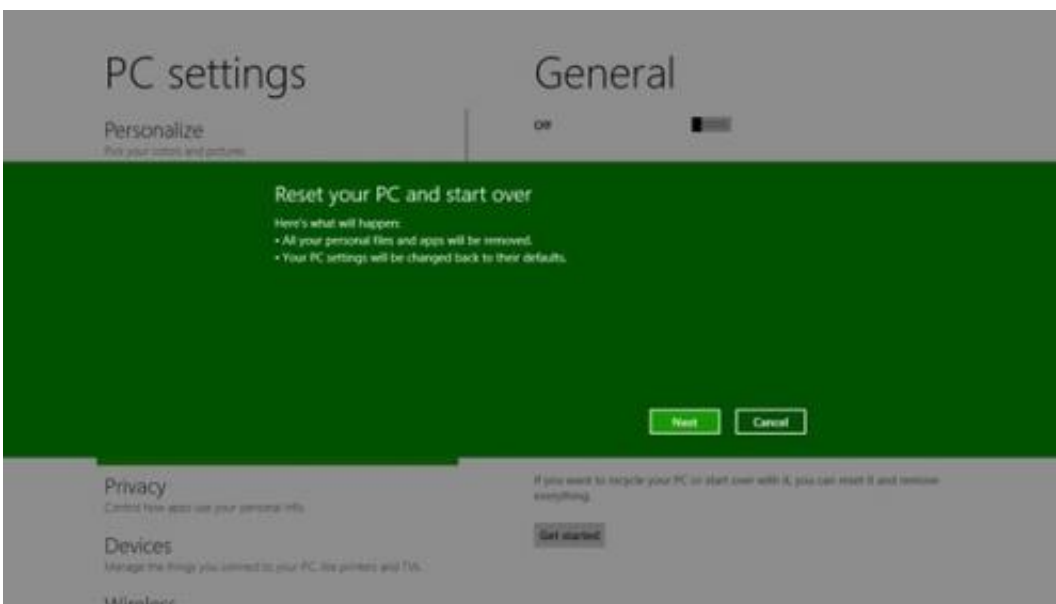 PC settings
General
Personalize
Pick your colors and pictures
Off
Reset your PC and start over
Here's what will happen:
• All your personal files and apps will be removed.
• Your PC settings will be changed back to their defaults.
Next
Cancel
Privacy
Control how apps use your personal info.
Devices
Manage the things you connect to your PC, like printers and TVs.
Wireless
If you want to recycle your PC or start over with it, you can reset it and remove
everything.
Get started